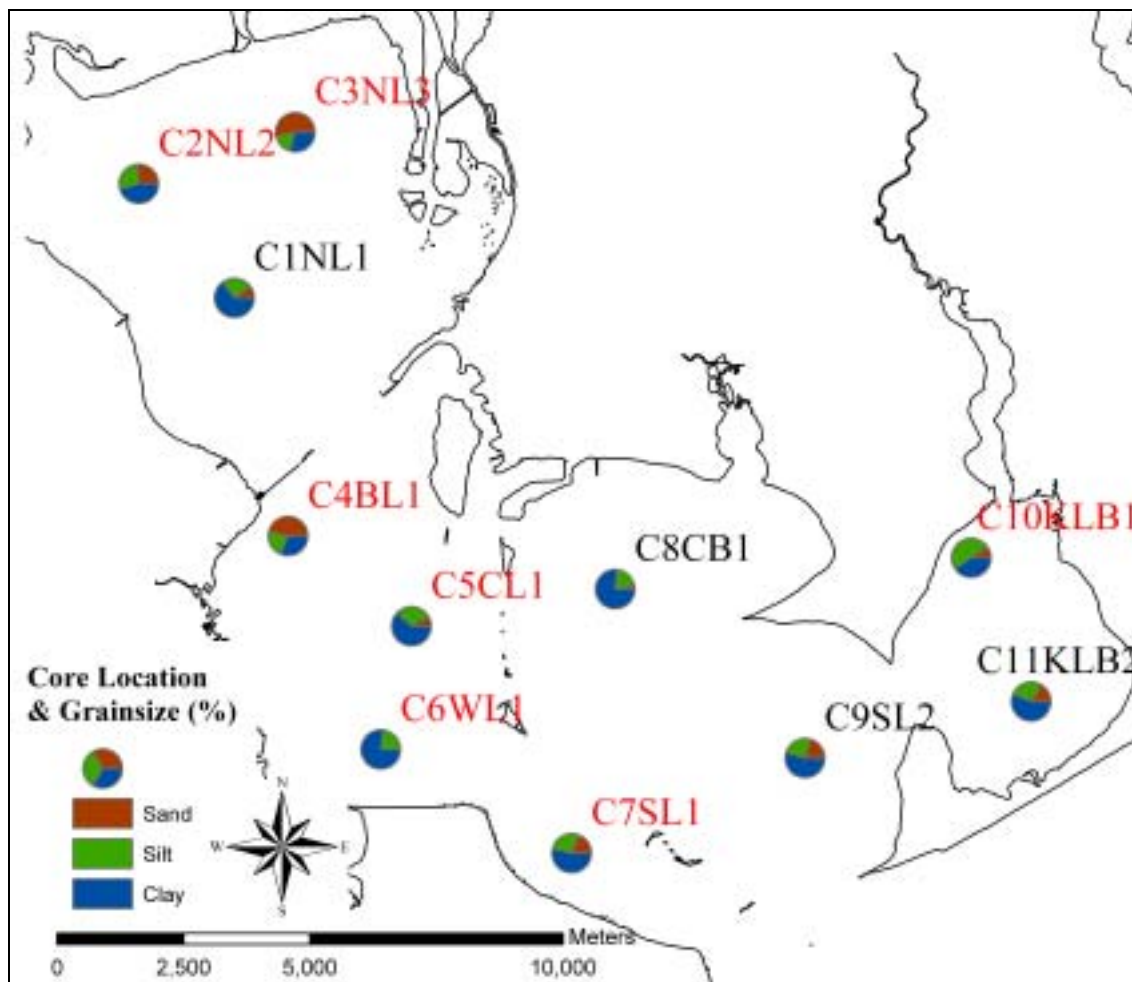 C3NL3
C2NL2
C1NL1
C4BL1
C8CB1
C10KLB1
C5CL1
C11KLB2
Core Location
& Grainsize (%)
C6WL1
C9SL2
N
Sand
C7SL1
W E
Silt
Clay
S
Meters
0 2,500 5,000 10,000